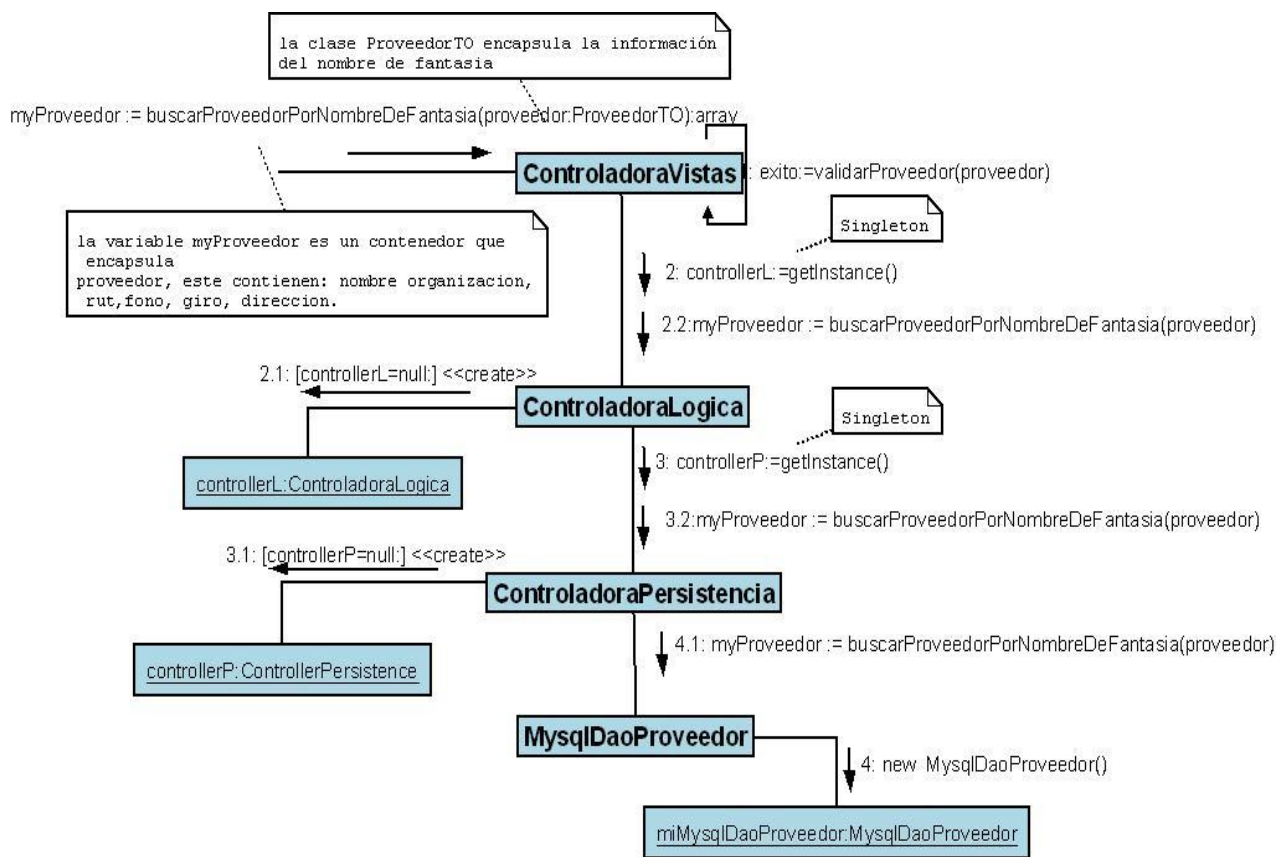 la clase ProveedorTO encapsula la información
del nombre de fantasia
myProveedor := buscarProveedorPorNombreDeFantasia(proveedor:ProveedorTO):array
ControladoraVistas
: exito:=validarProveedor(proveedor)
Singleton
la variable myProveedor es un contenedor que
encapsula
proveedor, este contienen: nombre organizacion,
rut,fono, giro, direccion.
2: controllerL:=getInstance()
2.2:myProveedor := buscarProveedorPorNombreDeFantasia(proveedor)
2.1: [controllerL=null:] <<create>>
ControladoraLogica
Singleton
3: controllerP:=getInstance()
controllerL:ControladoraLogica
3.2:myProveedor := buscarProveedorPorNombreDeFantasia(proveedor)
3.1: [controllerP=null:] <<create>>
ControladoraPersistencia
4.1: myProveedor := buscarProveedorPorNombreDeFantasia(proveedor)
controllerP:ControllerPersistence
MysqlDaoProveedor
4: new MysqlDaoProveedor()
miMysqlDaoProveedor:MysqlDaoProveedor